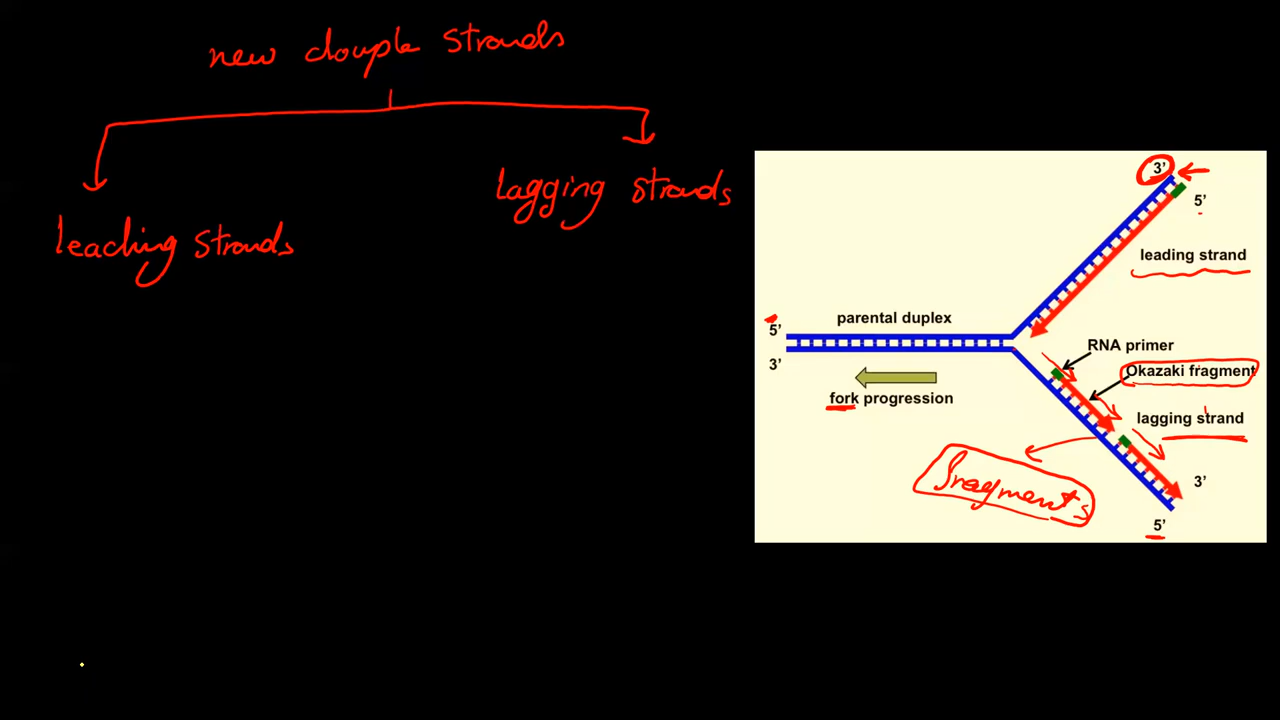 new douple strands
lagging strands
leading strands
3'
5'
leading strand
parental duplex
5'
3'
RNA primer
Okazaki fragment
fork progression
lagging strand
fragments
3'
5'